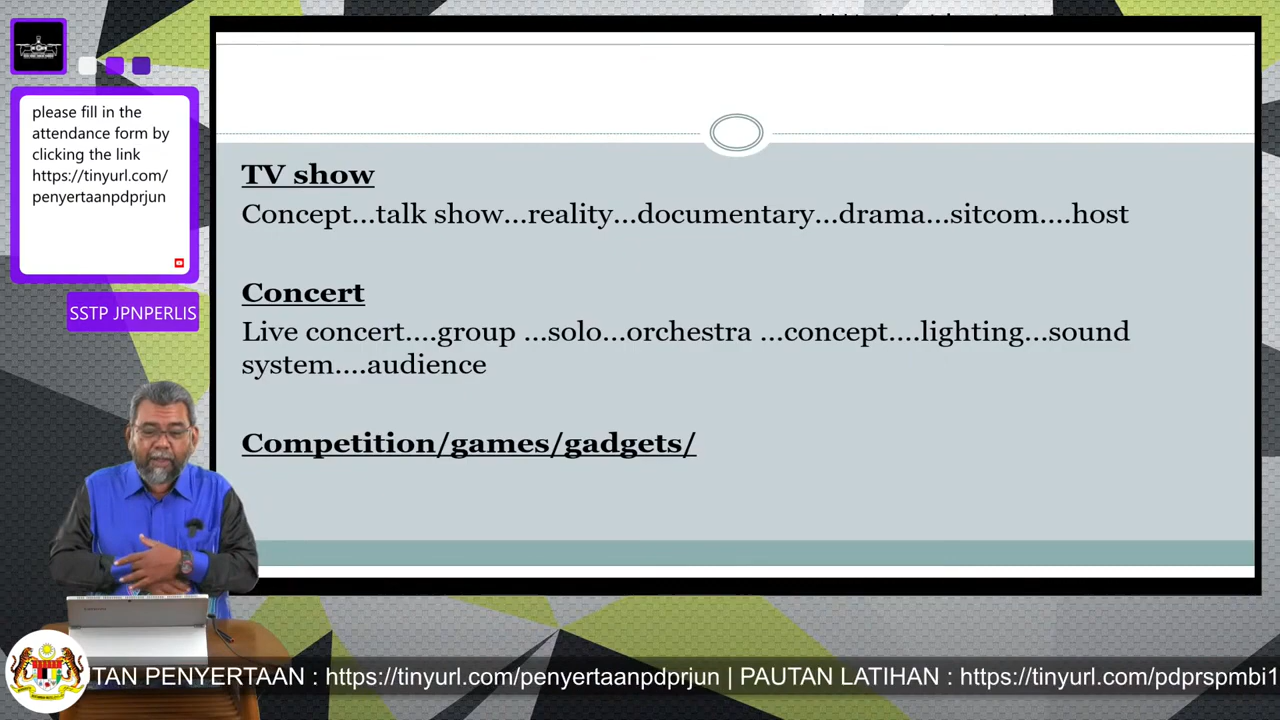 please fill in the
attendance form by
clicking the link
https://tinyurl.com/
penyertaanpdprjun
SSTP JPNPERLIS
TV show
Concept...talk show...reality...documentary...drama...sitcom....host
Concert
Live concert....group ...solo...orchestra ...concept....lighting...sound
system....audience
Competition/games/gadgets/
TAN PENYERTAAN : https://tinyurl.com/penyertaanpdprjun | PAUTAN LATIHAN : https://tinyurl.com/pdprspmbi1